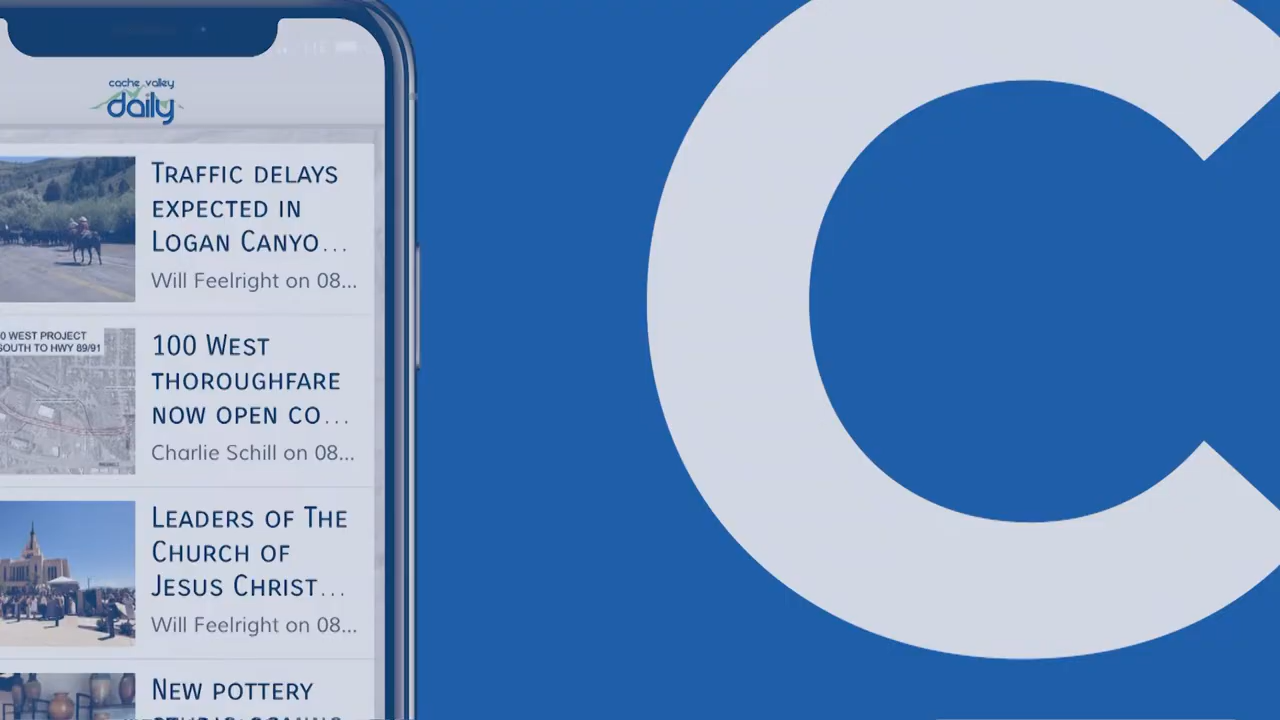 cache valley
daily
Traffic delays
expected in
Logan Canyo...
Will Feelright on 08...
0 WEST PROJECT
SOUTH TO HWY 89/91
100 West
thoroughfare
now open co...
Charlie Schill on 08...
Leaders of The
Church of
Jesus Christ...
Will Feelright on 08...
New pottery
C